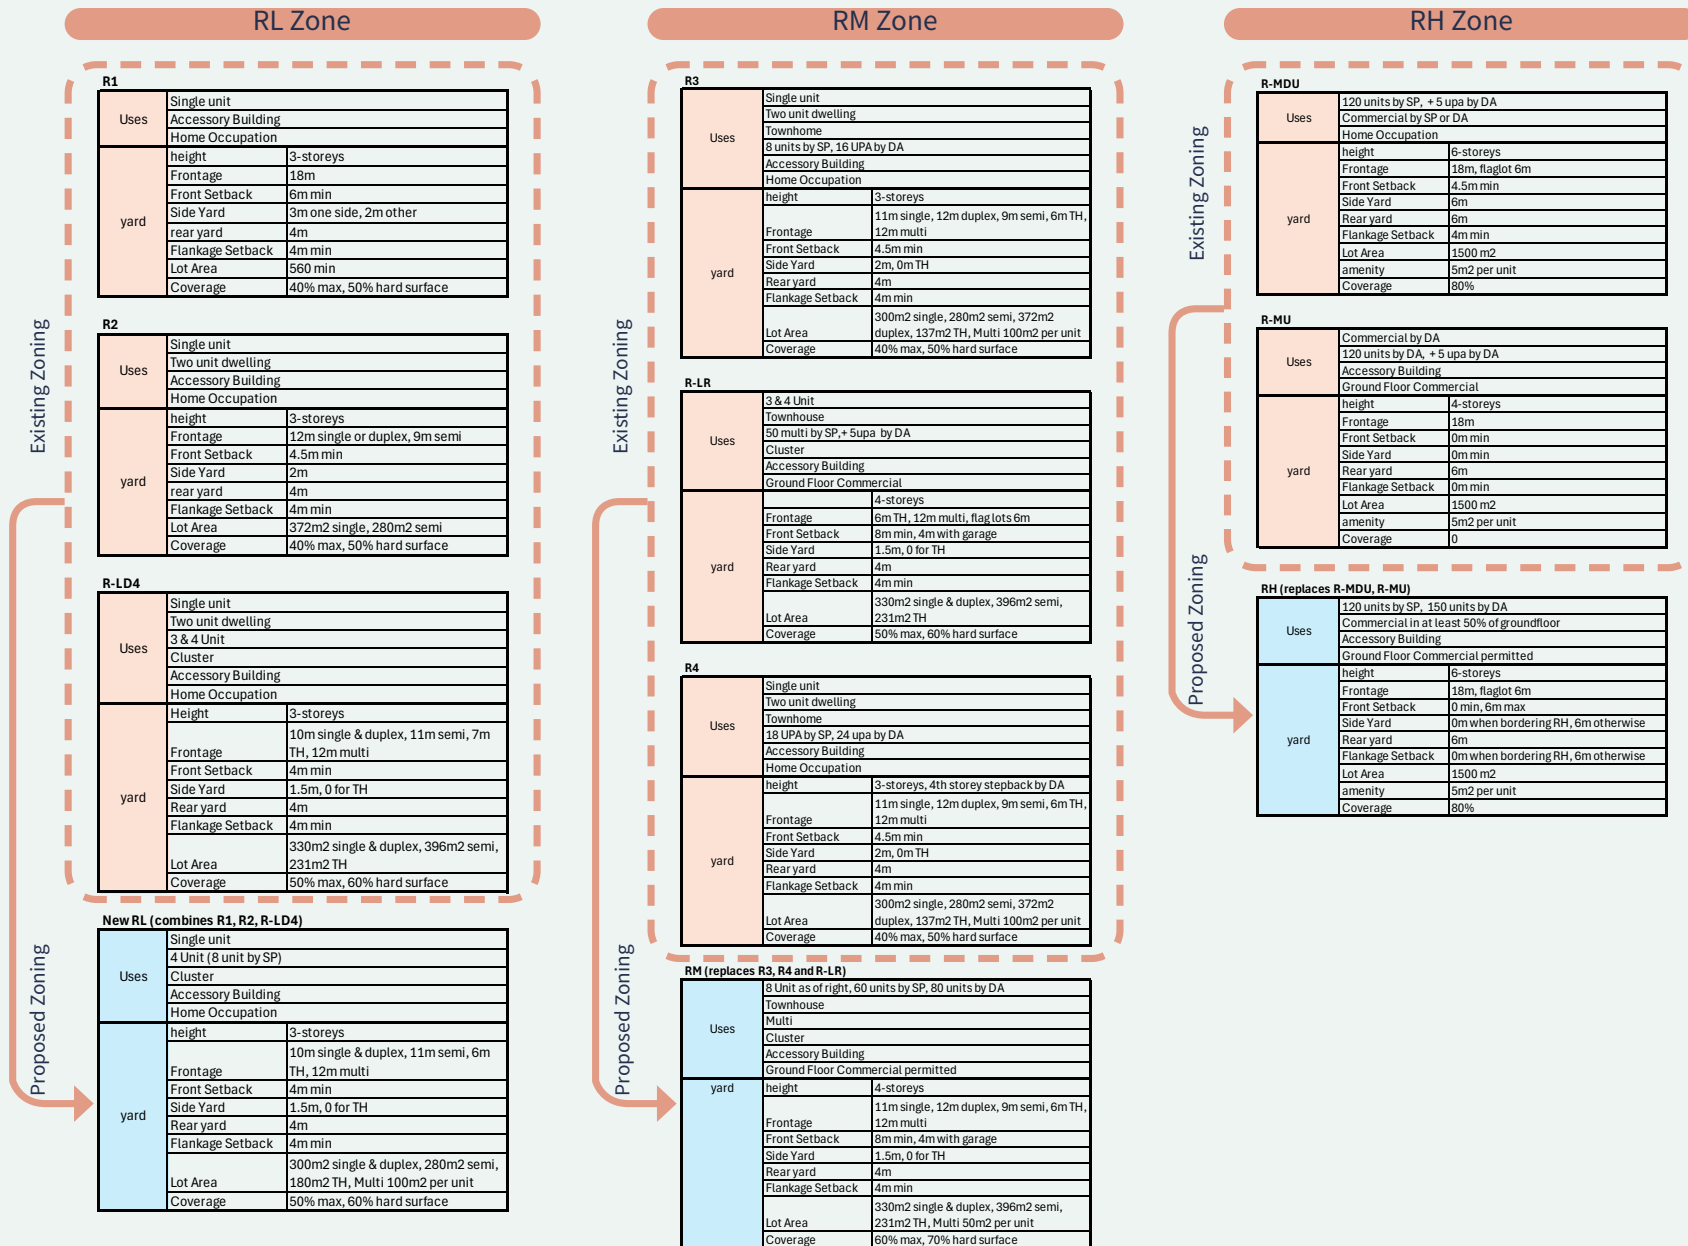 RL Zone
Existing Zoning
R1
Uses
Single unit
Accessory Building
Home Occupation
yard
height 3-storeys
Frontage 18m
Front Setback 6m min
Side Yard 3m one side, 2m other
rear yard 4m
Flankage Setback 4m min
Lot Area 560 min
Coverage 40% max, 50% hard surface
R2
Uses
Single unit
Two unit dwelling
Accessory Building
Home Occupation
yard
height 3-storeys
Frontage 12m single or duplex, 9m semi
Front Setback 4.5m min
Side Yard 2m
rear yard 4m
Flankage Setback 4m min
Lot Area 372m2 single, 280m2 semi
Coverage 40% max, 50% hard surface
R-LD4
Uses
Single unit
Two unit dwelling
3 & 4 Unit
Cluster
Accessory Building
Home Occupation
yard
Height 3-storeys
10m single & duplex, 11m semi, 7m
Frontage TH, 12m multi
Front Setback 4m min
Side Yard 1.5m, 0 for TH
Rear yard 4m
Flankage Setback 4m min
330m2 single & duplex, 396m2 semi,
Lot Area 231m2 TH
Coverage 50% max, 60% hard surface
Proposed Zoning
New RL (combines R1, R2, R-LD4)
Uses
Single unit
4 Unit (8 unit by SP)
Cluster
Accessory Building
Home Occupation
yard
height 3-storeys
10m single & duplex, 11m semi, 6m
Frontage TH, 12m multi
Front Setback 4m min
Side Yard 1.5m, 0 for TH
Rear yard 4m
Flankage Setback 4m min
300m2 single & duplex, 280m2 semi,
Lot Area 180m2 TH, Multi 100m2 per unit
Coverage 50% max, 60% hard surface
RM Zone
Existing Zoning
R3
Uses
Single unit
Two unit dwelling
Townhome
8 units by SP, 16 UPA by DA
Accessory Building
Home Occupation
yard
height 3-storeys
11m single, 12m duplex, 9m semi, 6m TH,
Frontage 12m multi
Front Setback 4.5m min
Side Yard 2m, 0m TH
Rear yard 4m
Flankage Setback 4m min
300m2 single, 280m2 semi, 372m2
Lot Area duplex, 137m2 TH, Multi 100m2 per unit
Coverage 40% max, 50% hard surface
R-LR
Uses
3 & 4 Unit
Townhouse
50 multi by SP,+ 5upa by DA
Cluster
Accessory Building
Ground Floor Commercial
yard
4-storeys
Frontage 6m TH, 12m multi, flag lots 6m
Front Setback 8m min, 4m with garage
Side Yard 1.5m, 0 for TH
Rear yard 4m
Flankage Setback 4m min
330m2 single & duplex, 396m2 semi,
Lot Area 231m2 TH
Coverage 50% max, 60% hard surface
R4
Uses
Single unit
Two unit dwelling
Townhome
18 UPA by SP, 24 upa by DA
Accessory Building
Home Occupation
yard
height 3-storeys, 4th storey stepback by DA
11m single, 12m duplex, 9m semi, 6m TH,
Frontage 12m multi
Front Setback 4.5m min
Side Yard 2m, 0m TH
Rear yard 4m
Flankage Setback 4m min
300m2 single, 280m2 semi, 372m2
Lot Area duplex, 137m2 TH, Multi 100m2 per unit
Coverage 40% max, 50% hard surface
Proposed Zoning
RM (replaces R3, R4 and R-LR)
Uses
8 Unit as of right, 60 units by SP, 80 units by DA
Townhouse
Multi
Cluster
Accessory Building
Ground Floor Commercial permitted
yard
height 4-storeys
11m single, 12m duplex, 9m semi, 6m TH,
Frontage 12m multi
Front Setback 8m min, 4m with garage
Side Yard 1.5m, 0 for TH
Rear yard 4m
Flankage Setback 4m min
330m2 single & duplex, 396m2 semi,
Lot Area 231m2 TH, Multi 50m2 per unit
Coverage 60% max, 70% hard surface
RH Zone
Existing Zoning
R-MDU
Uses
120 units by SP, + 5 upa by DA
Commercial by SP or DA
Home Occupation
yard
height 6-storeys
Frontage 18m, flaglot 6m
Front Setback 4.5m min
Side Yard 6m
Rear yard 6m
Flankage Setback 4m min
Lot Area 1500 m2
amenity 5m2 per unit
Coverage 80%
R-MU
Uses
Commercial by DA
120 units by DA, + 5 upa by DA
Accessory Building
Ground Floor Commercial
yard
height 4-storeys
Frontage 18m
Front Setback 0m min
Side Yard 0m min
Rear yard 6m
Flankage Setback 0m min
Lot Area 1500 m2
amenity 5m2 per unit
Coverage 0
Proposed Zoning
RH (replaces R-MDU, R-MU)
Uses
120 units by SP, 150 units by DA
Commercial in at least 50% of groundfloor
Accessory Building
Ground Floor Commercial permitted
yard
height 6-storeys
Frontage 18m, flaglot 6m
Front Setback 0 min, 6m max
Side Yard 0m when bordering RH, 6m otherwise
Rear yard 6m
Flankage Setback 0m when bordering RH, 6m otherwise
Lot Area 1500 m2
amenity 5m2 per unit
Coverage 80%